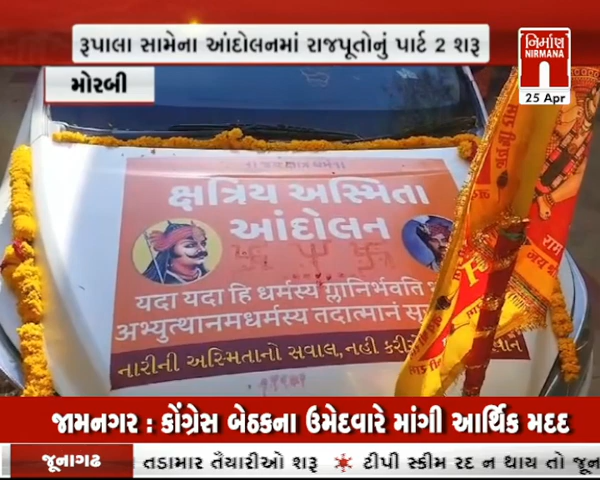 રૂપાલા સામેના આંદોલનમાં રાજપૂતોનું પાર્ટ 2 શરૂ
મોરબી
નિર્માણ
NIRMANA
25 Apr
ક્ષત્રિય અસ્મિતા
આંદોલન
યદા યદા હિ ધર્મસ્ય ગ્લાનિર્ભવતિ
અભ્યુત્થાનમધર્મસ્ય તદાત્માનં
નારીની અસ્મિતાનો સવાલ, નહી
રામ
જામનગર : કોંગ્રેસ બેઠકના ઉમેદવારે માંગી આર્થિક મદદ
જૂનાગઢ
તડામાર તૈયારીઓ શરૂ ટીપી સ્કીમ રદ ન થાય તો